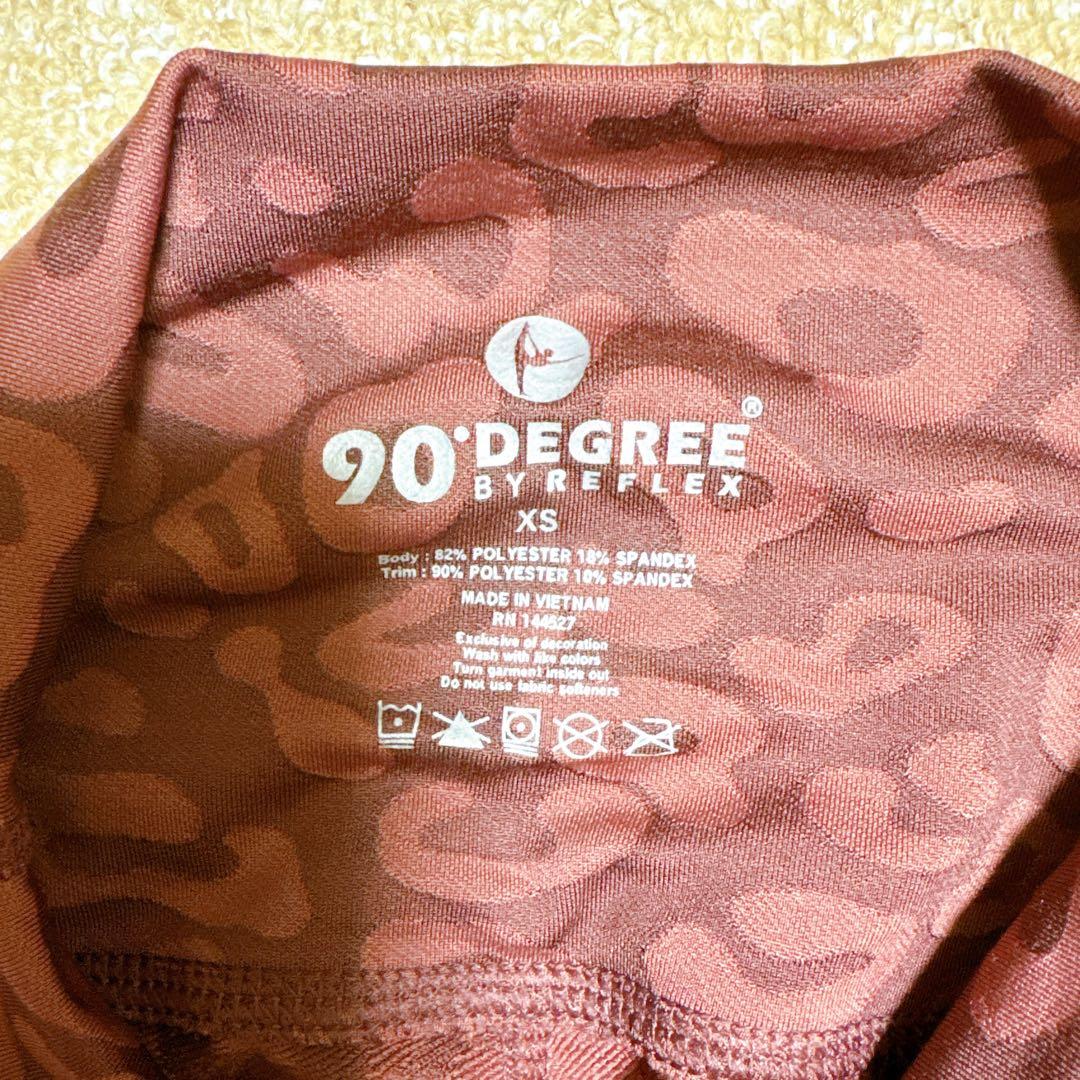 90° DEGREE®
BY REFLEX
XS
Body : 82% POLYESTER 18% SPANDEX
Trim : 90% POLYESTER 10% SPANDEX
MADE IN VIETNAM
RN 144527
Exclusive of decoration
Wash with like colors
Turn garment inside out
Do not use fabric softeners